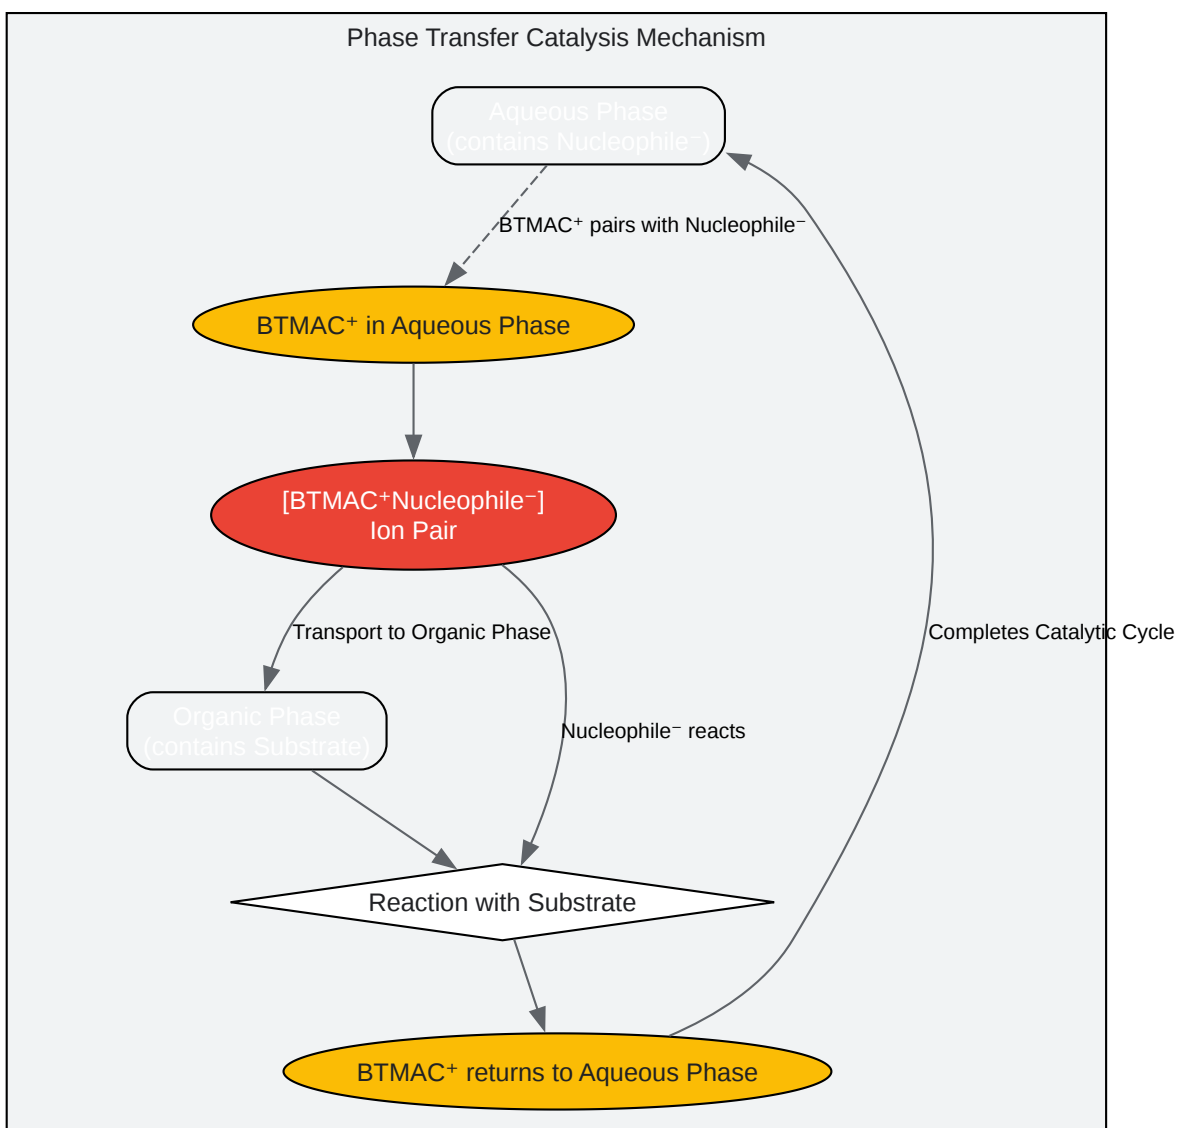 Phase Transfer Catalysis Mechanism
Aqueous Phase
(contains Nucleophile⁻)
BTMAC⁺ pairs with Nucleophile⁻
BTMAC⁺ in Aqueous Phase
[BTMAC⁺Nucleophile⁻]
Ion Pair
Transport to Organic Phase
Completes Catalytic Cycle
Organic Phase
(contains Substrate)
Nucleophile⁻ reacts
Reaction with Substrate
BTMAC⁺ returns to Aqueous Phase